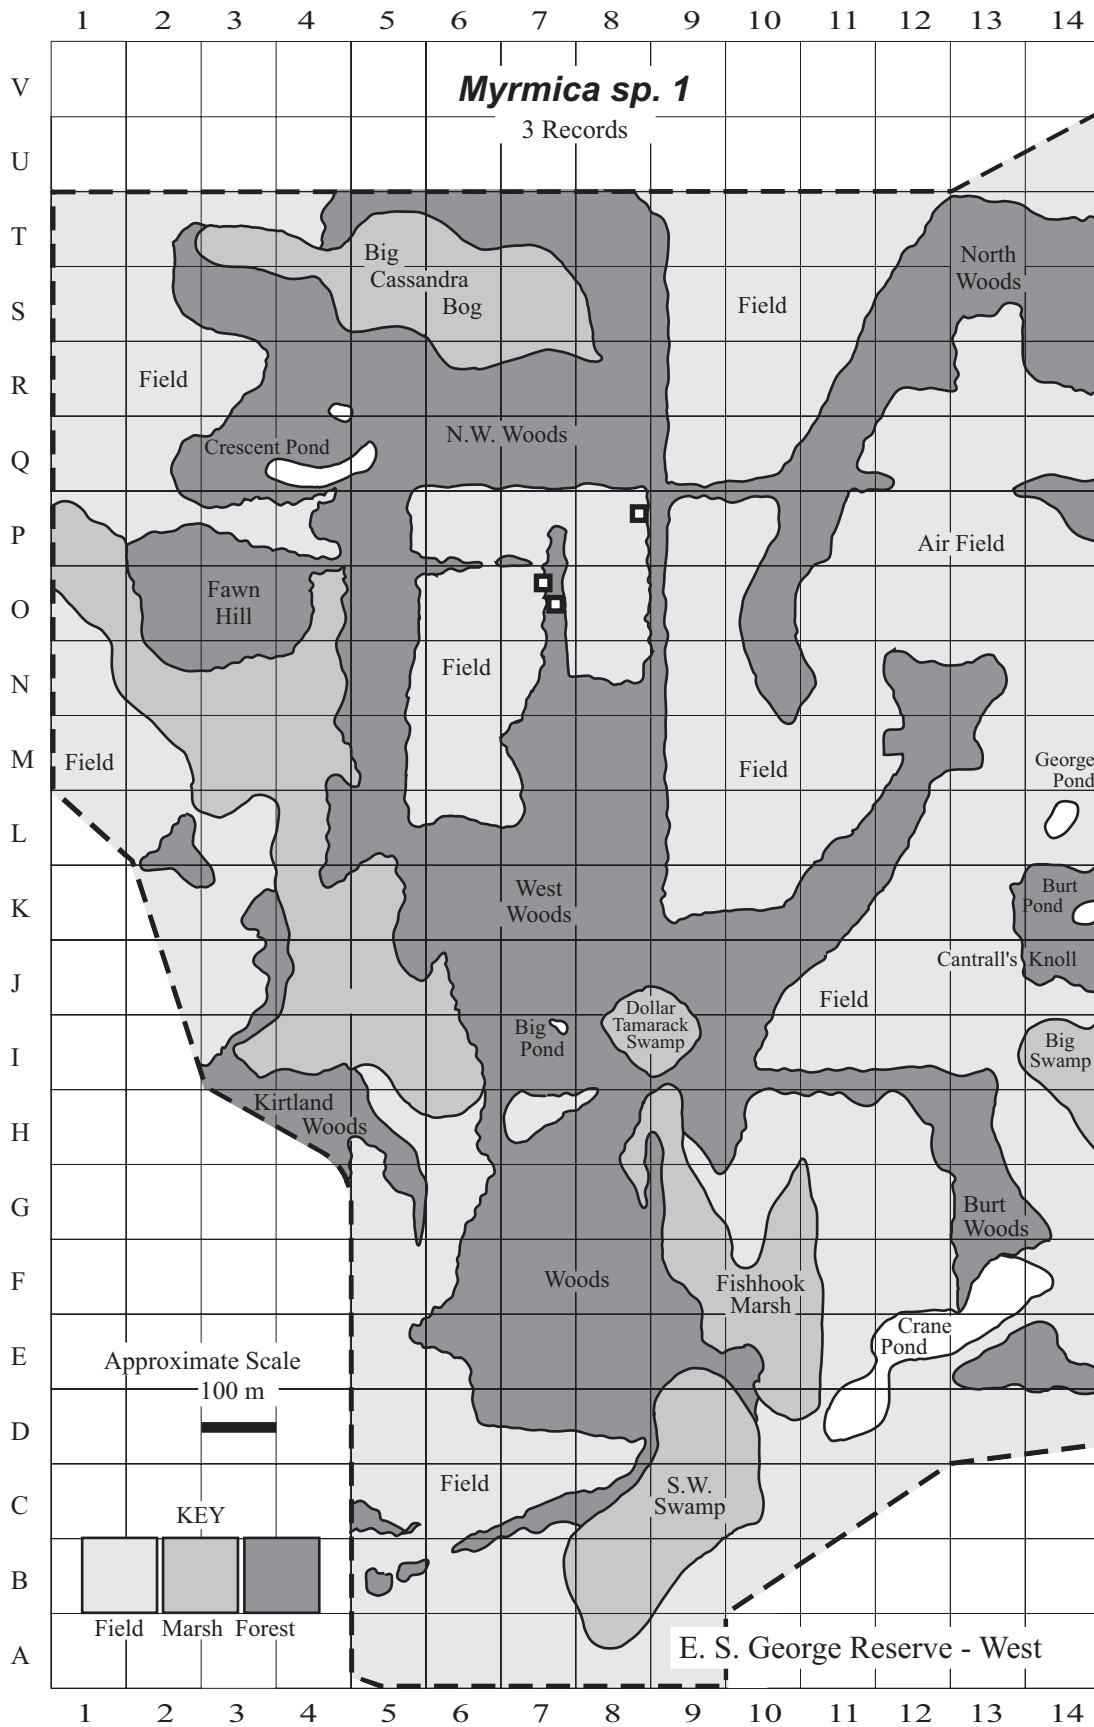 1 2 3 4 5 6 7 8 9 10 11 12 13 14
V
Myrmica sp. 1
3 Records
U
T
Big
Cassandra
Bog
North
Woods
S
Field
R
Field
N.W. Woods
Crescent Pond
Q
P
Air Field
Fawn
Hill
O
Field
N
M
Field
Field
George
Pond
L
West
Woods
Burt
Pond
K
Cantrall's Knoll
J
Field
Dollar
Tamarack
Swamp
Big
Pond
Big
Swamp
I
Kirtland
Woods
H
G
Burt
Woods
Woods
Fishhook
Marsh
F
Crane
Pond
E
Approximate Scale
100 m
D
Field
S.W.
Swamp
C
KEY
B
Field Marsh Forest
A
E. S. George Reserve - West
1 2 3 4 5 6 7 8 9 10 11 12 13 14